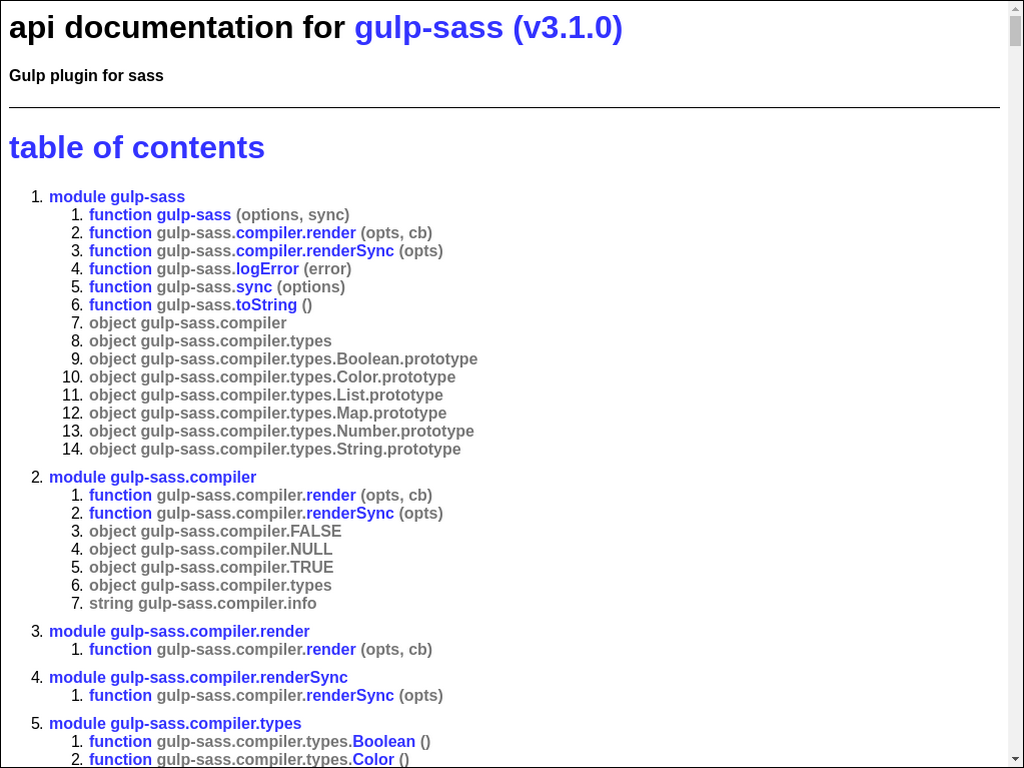 api documentation for gulp-sass (v3.1.0)
Gulp plugin for sass
table of contents
1. module gulp-sass
1. function gulp-sass (options, sync)
2. function gulp-sass.compiler.render (opts, cb)
3. function gulp-sass.compiler.renderSync (opts)
4. function gulp-sass.logError (error)
5. function gulp-sass.sync (options)
6. function gulp-sass.toString ()
7. object gulp-sass.compiler
8. object gulp-sass.compiler.types
9. object gulp-sass.compiler.types.Boolean.prototype
10. object gulp-sass.compiler.types.Color.prototype
11. object gulp-sass.compiler.types.List.prototype
12. object gulp-sass.compiler.types.Map.prototype
13. object gulp-sass.compiler.types.Number.prototype
14. object gulp-sass.compiler.types.String.prototype
2. module gulp-sass.compiler
1. function gulp-sass.compiler.render (opts, cb)
2. function gulp-sass.compiler.renderSync (opts)
3. object gulp-sass.compiler.FALSE
4. object gulp-sass.compiler.NULL
5. object gulp-sass.compiler.TRUE
6. object gulp-sass.compiler.types
7. string gulp-sass.compiler.info
3. module gulp-sass.compiler.render
1. function gulp-sass.compiler.render (opts, cb)
4. module gulp-sass.compiler.renderSync
1. function gulp-sass.compiler.renderSync (opts)
5. module gulp-sass.compiler.types
1. function gulp-sass.compiler.types.Boolean ()
2. function gulp-sass.compiler.types.Color ()